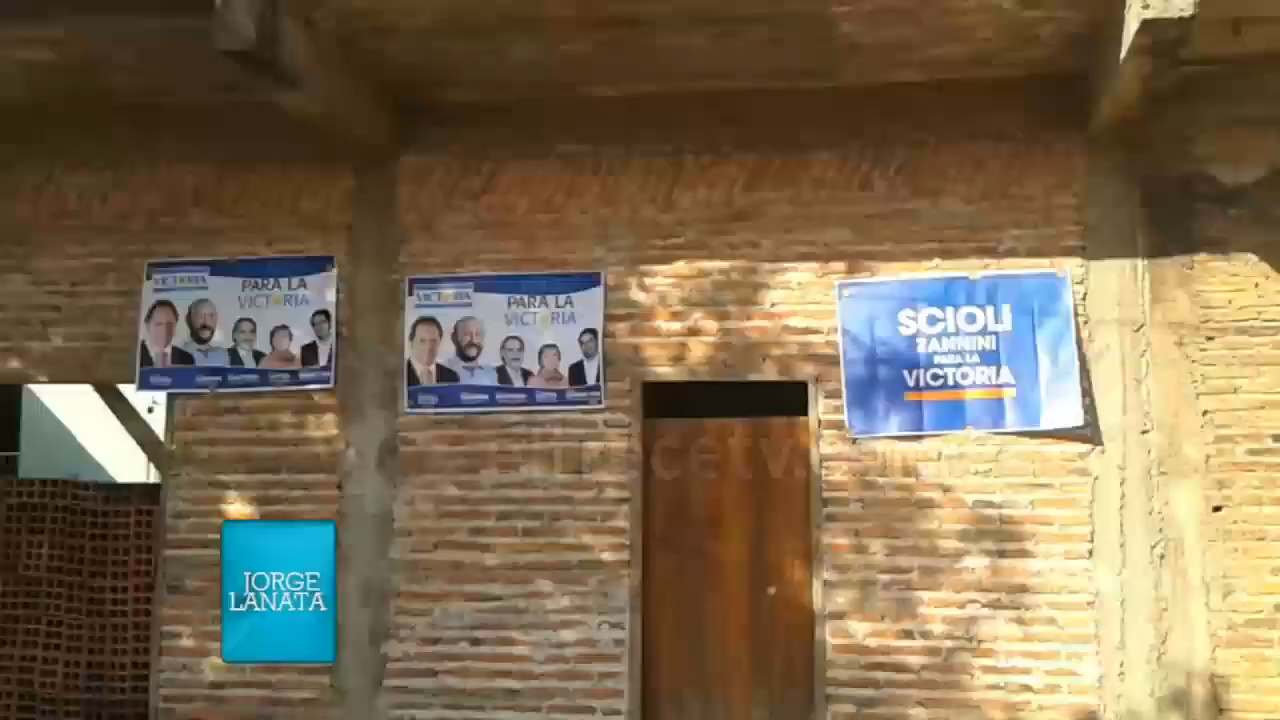 VICTORIA
PARA LA
VICTORIA
VICTORIA
PARA LA
VICTORIA
SCIOLI
ZANNINI
PARA LA
VICTORIA
JORGE
LANATA